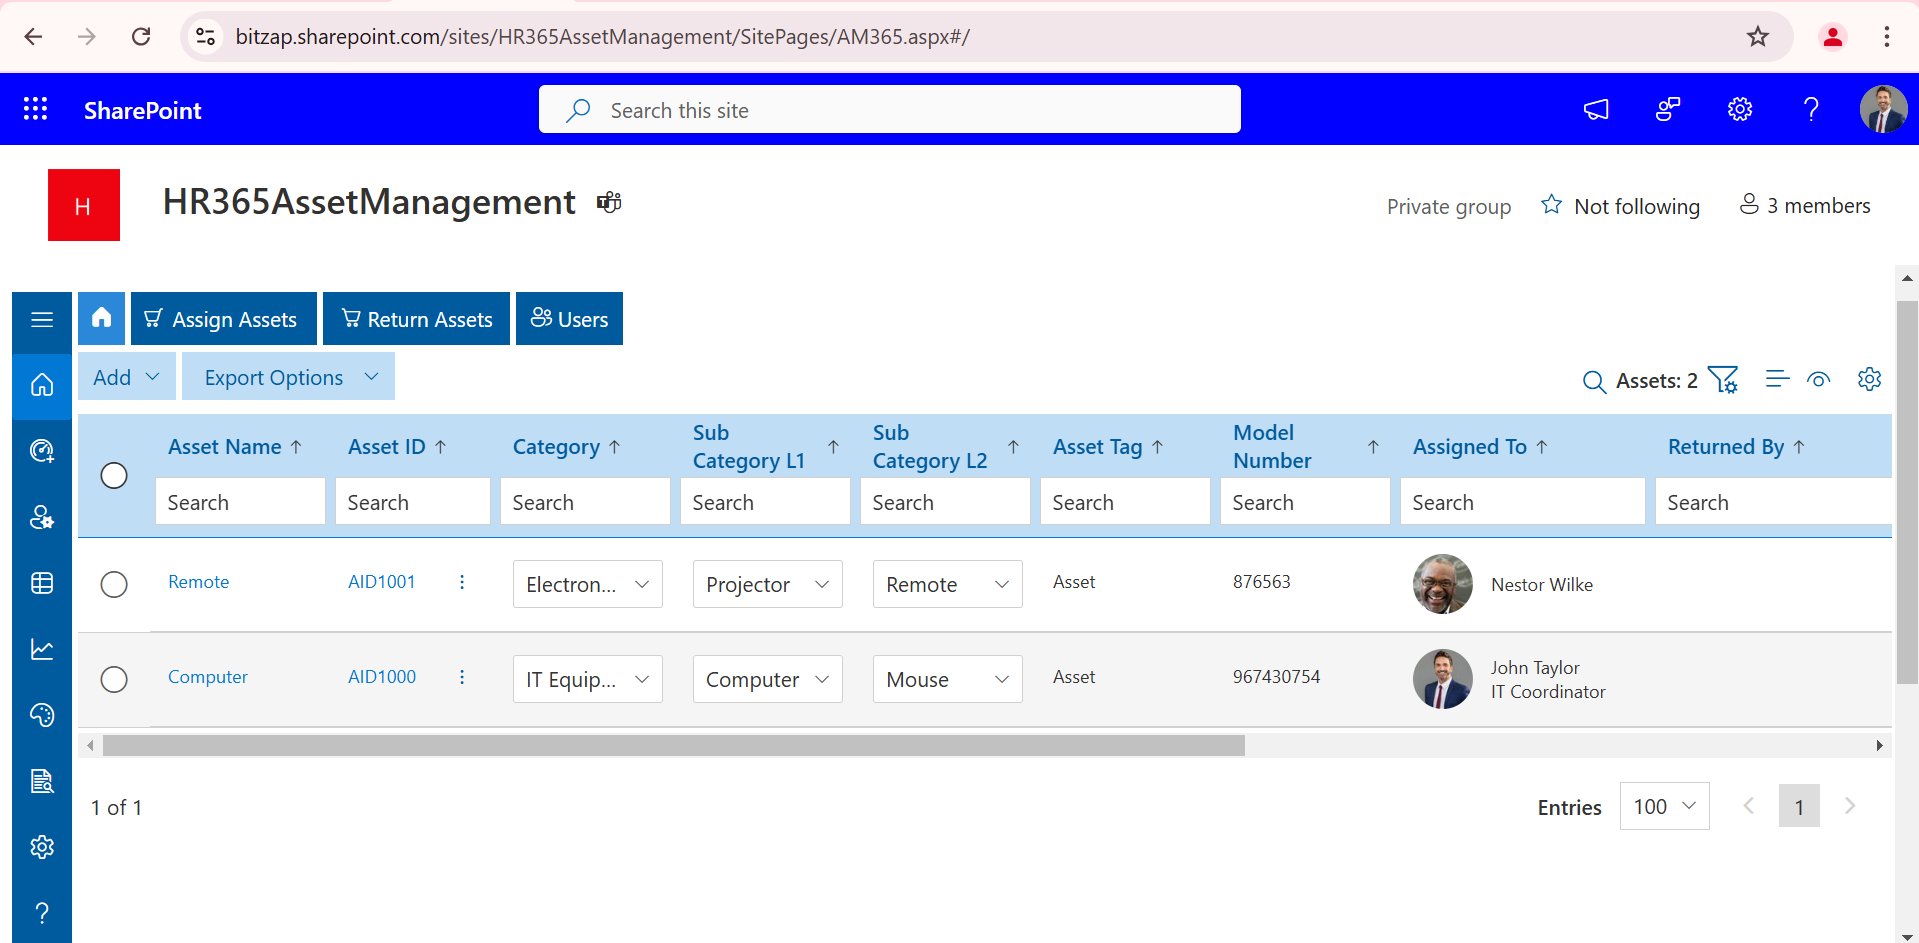 bitzap.sharepoint.com/sites/HR365AssetManagement/SitePages/AM365.aspx#/
SharePoint
Search this site
H
HR365AssetManagement
Private group
Not following
3 members
Assign Assets
Return Assets
Users
Add
Export Options
Assets: 2
Asset Name
Asset ID
Category
Sub
Category L1
Sub
Category L2
Asset Tag
Model
Number
Assigned To
Returned By
Search
Search
Search
Search
Search
Search
Search
Search
Search
Remote
AID1001
Electron...
Projector
Remote
Asset
876563
Nestor Wilke
Computer
AID1000
IT Equip...
Computer
Mouse
Asset
967430754
John Taylor
IT Coordinator
1 of 1
Entries
100
1